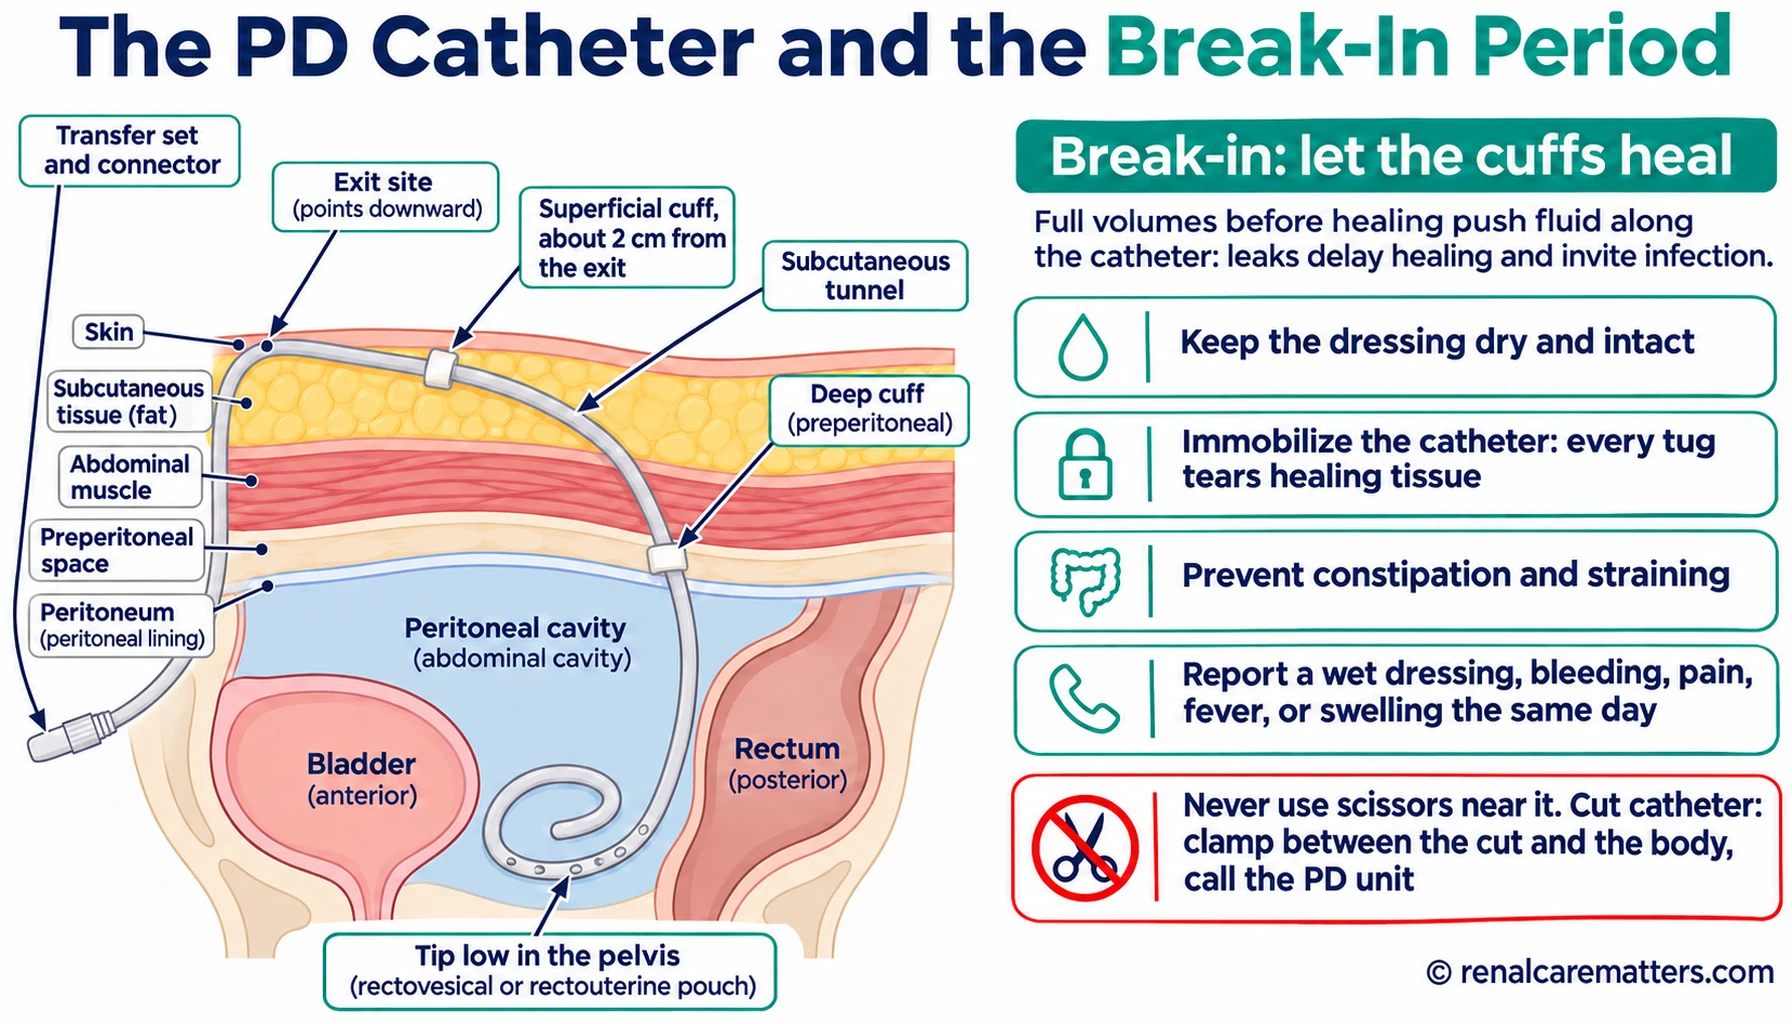 The PD Catheter and the Break-In Period
Transfer set
and connector
Exit site
(points downward)
Superficial cuff,
about 2 cm from
the exit
Subcutaneous
tunnel
Skin
Subcutaneous
tissue (fat)
Deep cuff
(preperitoneal)
Abdominal
muscle
Preperitoneal
space
Peritoneum
(peritoneal lining)
Peritoneal cavity
(abdominal cavity)
Bladder
(anterior)
Rectum
(posterior)
Tip low in the pelvis
(rectovesical or rectouterine pouch)
Break-in: let the cuffs heal
Full volumes before healing push fluid along
the catheter: leaks delay healing and invite infection.
Keep the dressing dry and intact
Immobilize the catheter: every tug
tears healing tissue
Prevent constipation and straining
Report a wet dressing, bleeding, pain,
fever, or swelling the same day
Never use scissors near it. Cut catheter:
clamp between the cut and the body,
call the PD unit
© renalcarematters.com